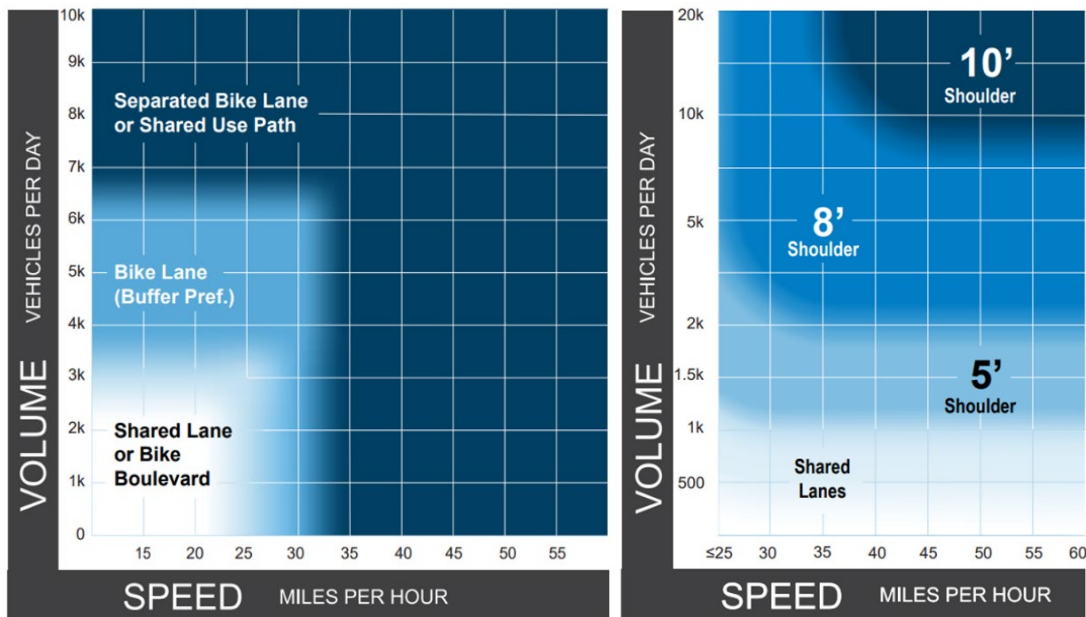 10k
9k
8k
7k
6k
5k
4k
3k
2k
1k
0
VEHICLES PER DAY
VOLUME
Separated Bike Lane
or Shared Use Path
Bike Lane
(Buffer Pref.)
Shared Lane
or Bike
Boulevard
15 20 25 30 35 40 45 50 55
SPEED MILES PER HOUR
20k
10k
5k
2k
1.5k
1k
500
VEHICLES PER DAY
VOLUME
10’
Shoulder
8’
Shoulder
5’
Shoulder
Shared
Lanes
≤25 30 35 40 45 50 55 60
SPEED MILES PER HOUR